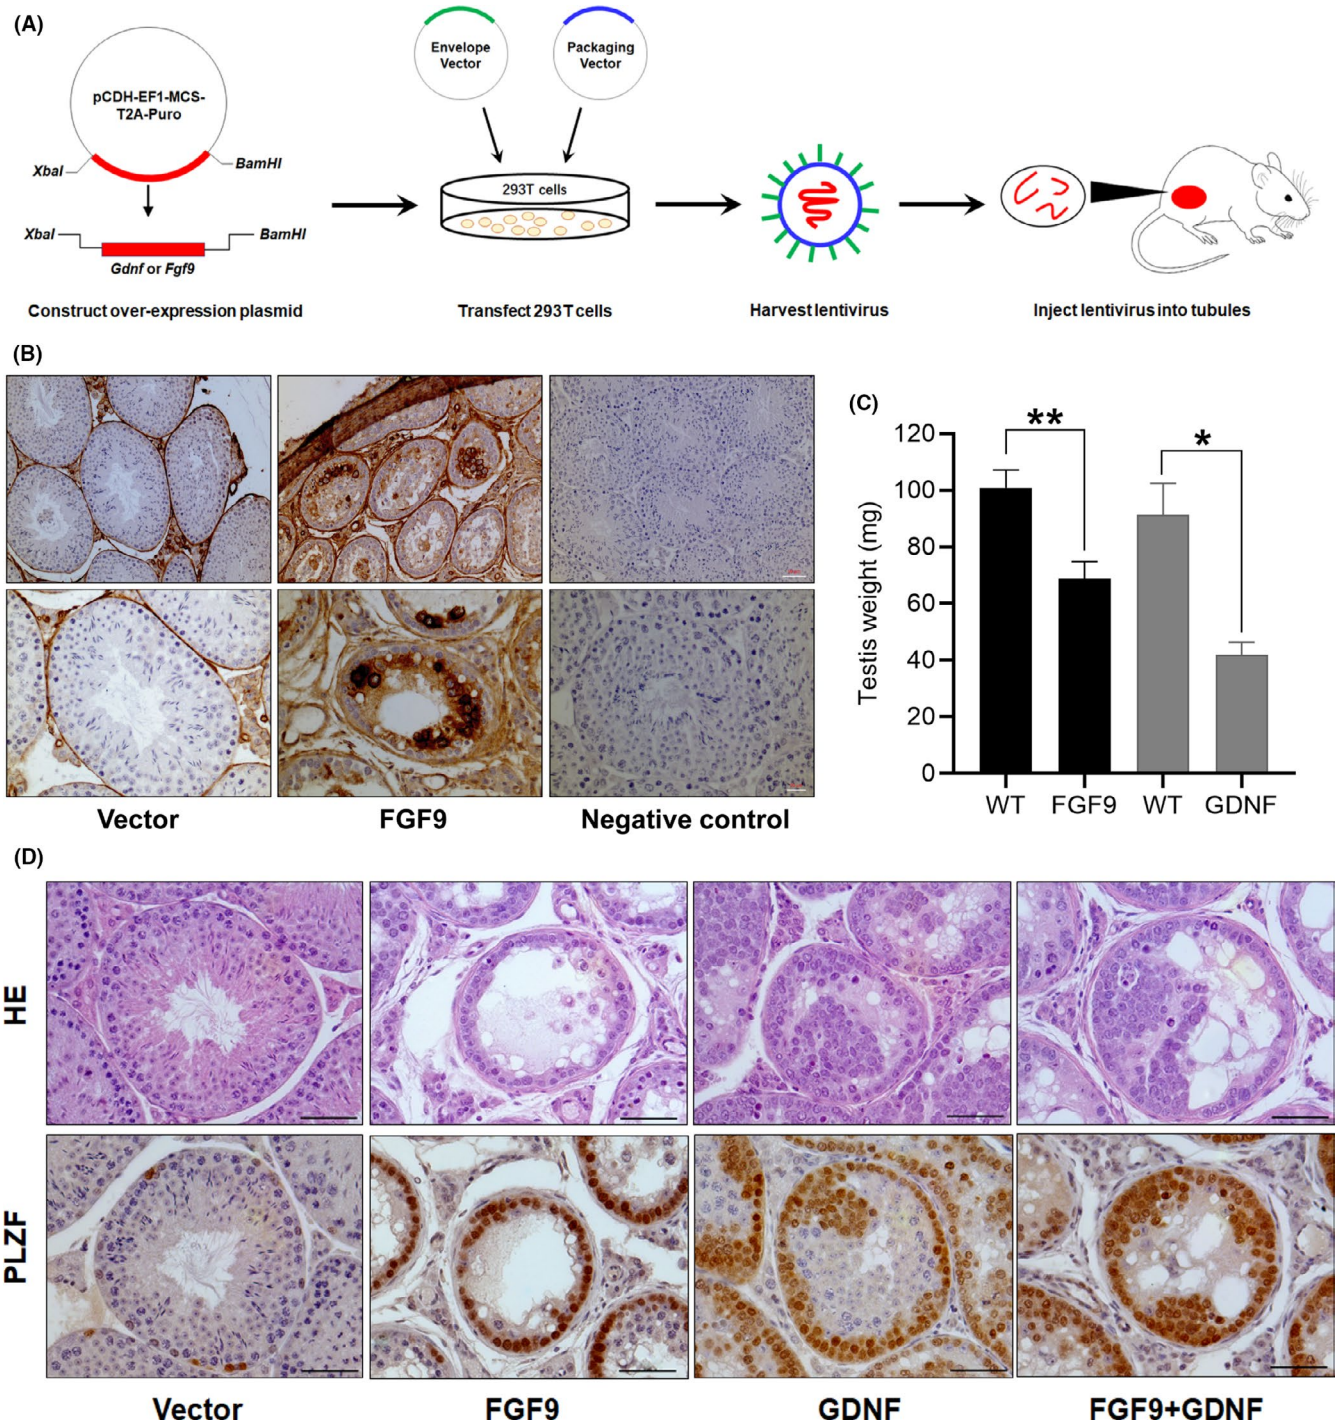 (A)
pCDH-EF1-MCS-
T2A-Puro
XbaI
BamHI
XbaI
BamHI
Gdnf or Fgf9
Construct over-expression plasmid
Envelope
Vector
Packaging
Vector
293T cells
Transfect 293T cells
Harvest lentivirus
Inject lentivirus into tubules
(B)
Vector
FGF9
Negative control
(C)
Testis weight (mg)
120
100
80
60
40
20
0
**
*
WT
FGF9
WT
GDNF
(D)
HE
PLZF
Vector
FGF9
GDNF
FGF9+GDNF